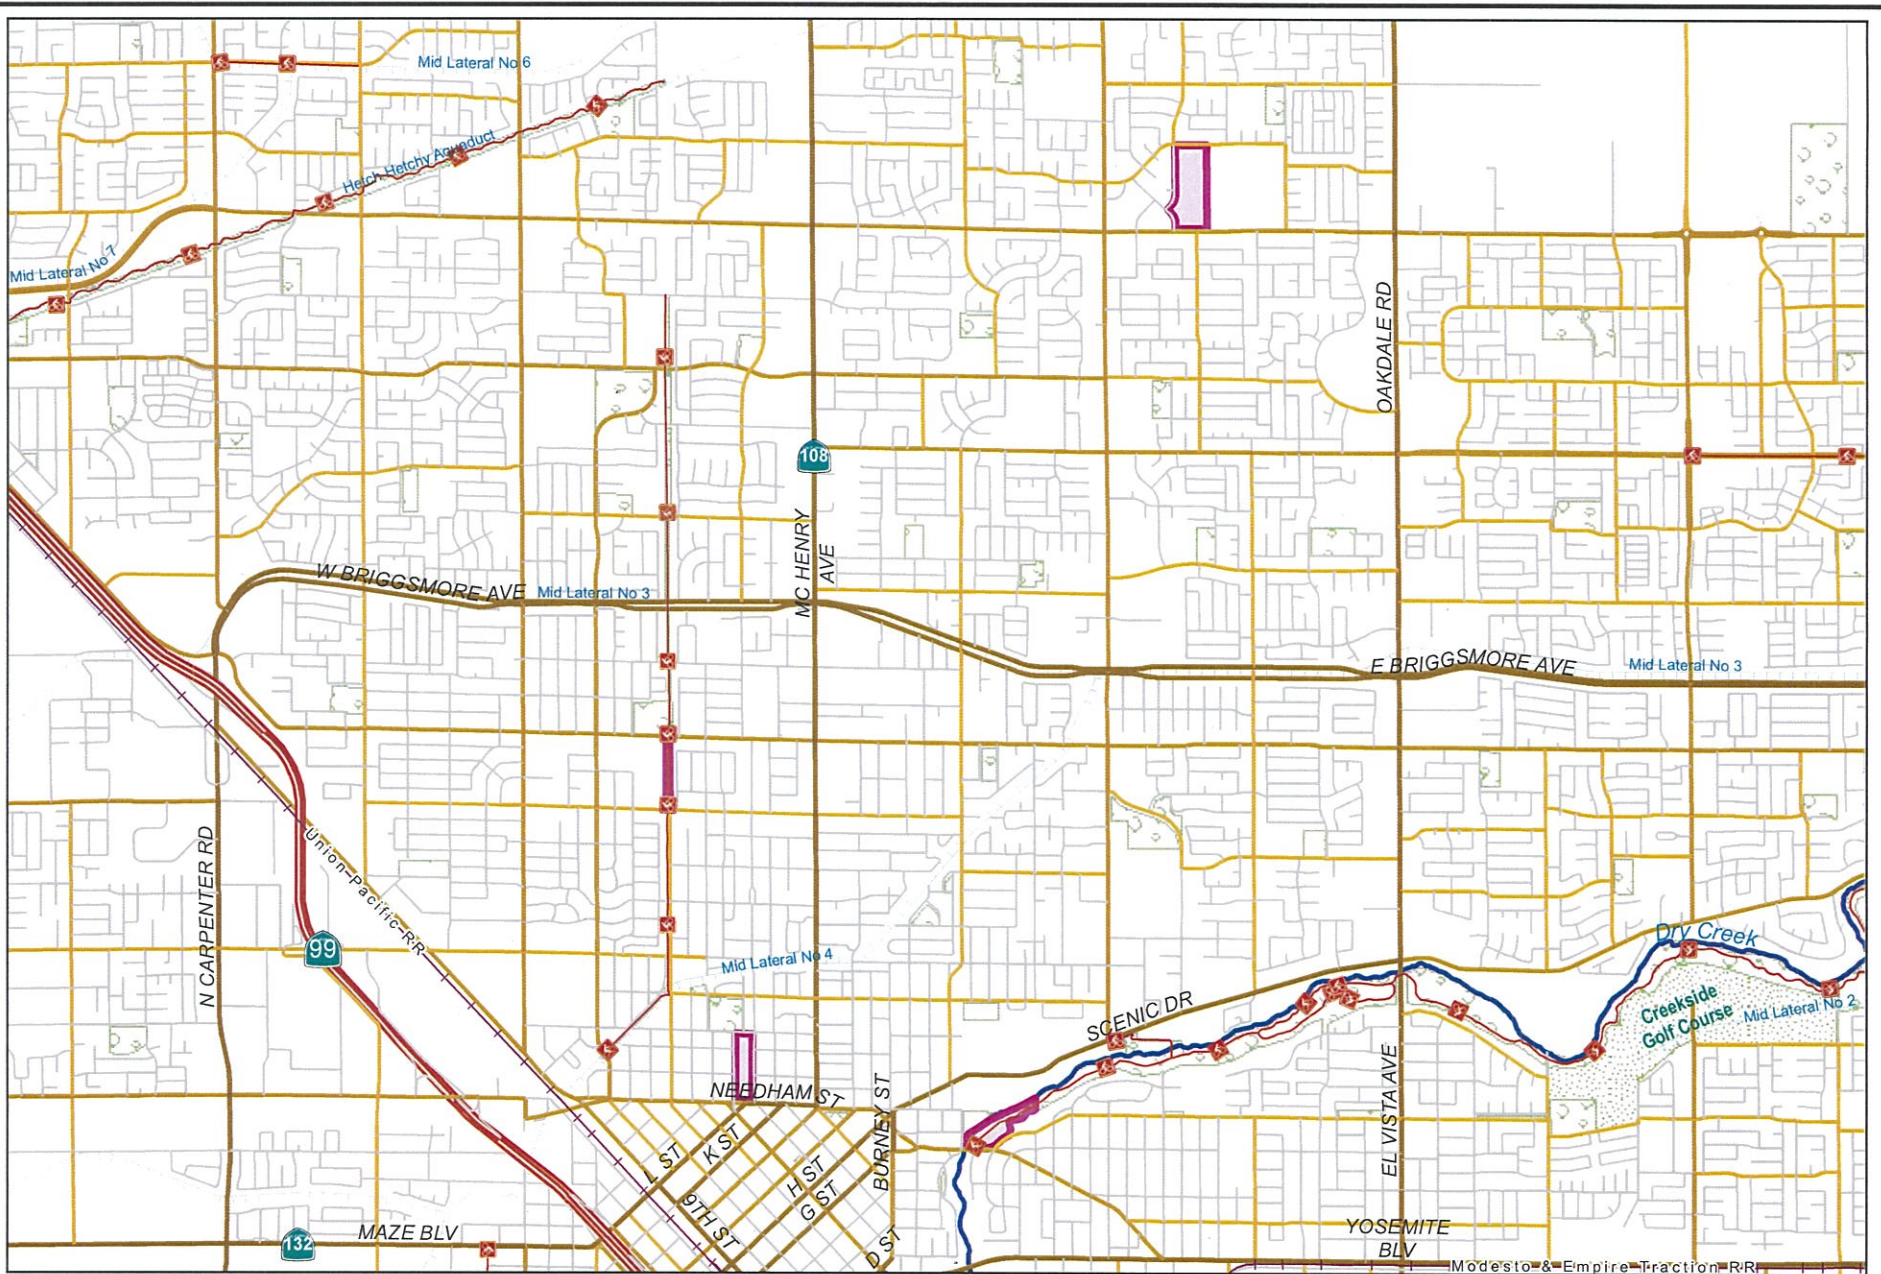 Mid Lateral No 6
Hetch Hetchy Aquaduct
Mid Lateral No 7
OAKDALE RD
108
MC HENRY
AVE
W BRIGGSMORE AVE
Mid Lateral No 3
E BRIGGSMORE AVE
Mid Lateral No 3
N CARPENTER RD
Union Pacific RR
99
Mid Lateral No 4
Dry Creek
Creekside
Golf Course
Mid Lateral No 2
SCENIC DR
NEEDHAM ST
BURNEY ST
EL VISTA AVE
L ST
K ST
H ST
G ST
9TH ST
D ST
132
MAZE BLV
YOSEMITE
BLV
Modesto & Empire Traction RR